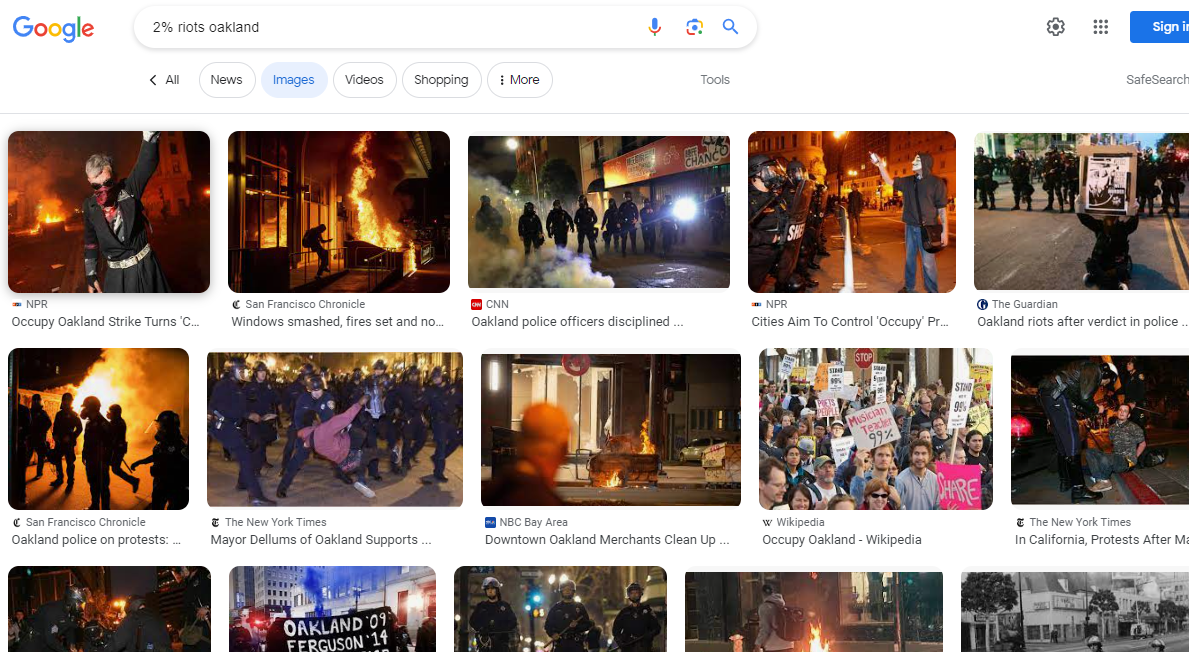 Google
2% riots oakland
Sign in
All
News
Images
Videos
Shopping
More
Tools
SafeSearch
NPR
Occupy Oakland Strike Turns 'C...
San Francisco Chronicle
Windows smashed, fires set and no...
CNN
Oakland police officers disciplined ...
NPR
Cities Aim To Control 'Occupy' Pr...
The Guardian
Oakland riots after verdict in police ...
CHANCO
SHE
STOP
STAND
99%
Musician
Teacher
99%
STAND
99%
SHARE
San Francisco Chronicle
Oakland police on protests: ...
The New York Times
Mayor Dellums of Oakland Supports ...
NBC Bay Area
Downtown Oakland Merchants Clean Up ...
Wikipedia
Occupy Oakland - Wikipedia
The New York Times
In California, Protests After Ma
OAKLAND '09
FERGUSON '14